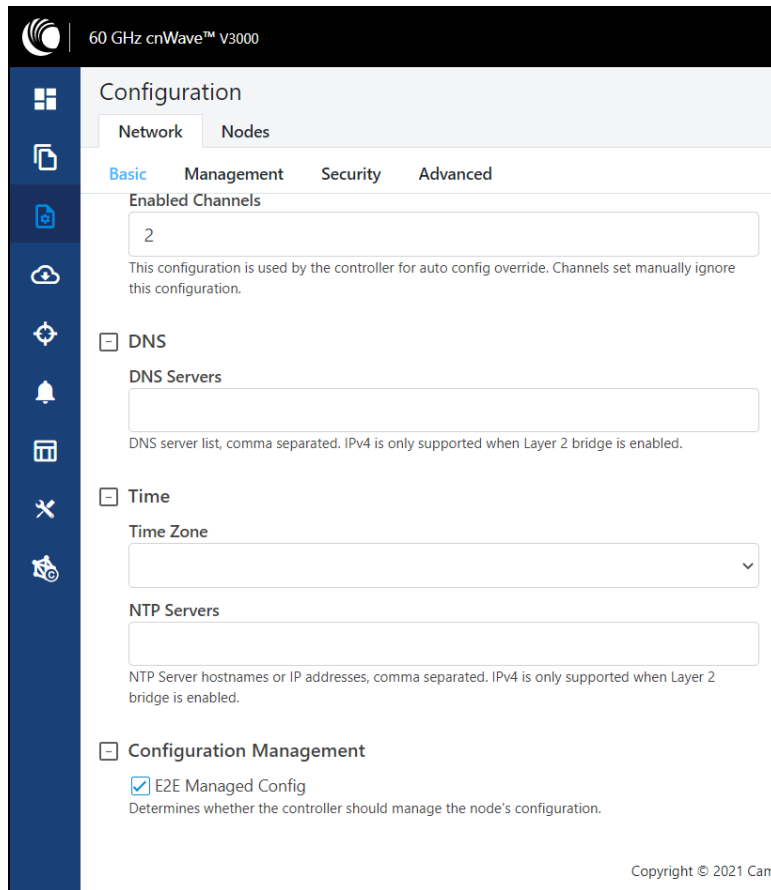 60 GHz cnWave™ V3000
Configuration
Network Nodes
Basic Management Security Advanced
Enabled Channels
2
This configuration is used by the controller for auto config override. Channels set manually ignore
this configuration.
DNS
DNS Servers
DNS server list, comma separated. IPv4 is only supported when Layer 2 bridge is enabled.
Time
Time Zone
NTP Servers
NTP Server hostnames or IP addresses, comma separated. IPv4 is only supported when Layer 2
bridge is enabled.
Configuration Management
E2E Managed Config
Determines whether the controller should manage the node's configuration.
Copyright © 2021 Cam